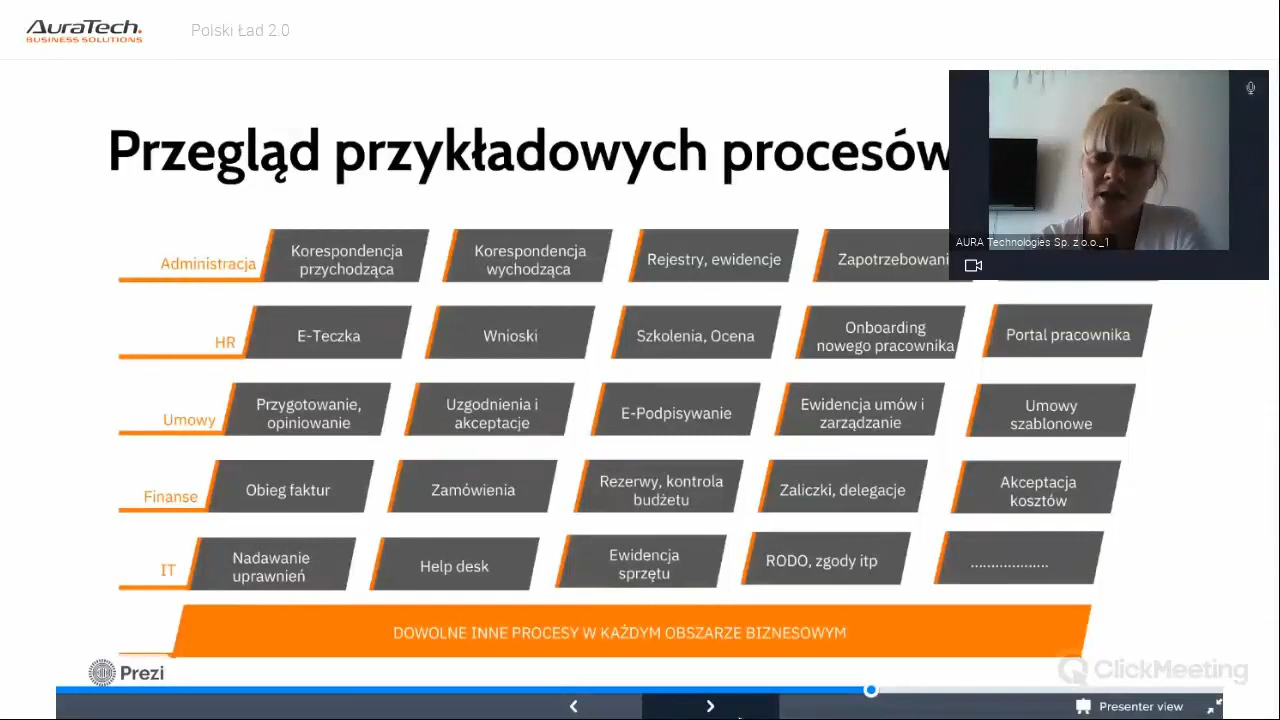 AuraTech.
BUSINESS SOLUTIONS
Polski Ład 2.0
Przegląd przykładowych procesów
AURA Technologies Sp. z o.o._1
Administracja
Korespondencja
przychodząca
Korespondencja
wychodząca
Rejestry, ewidencje
Zapotrzebowani
HR
E-Teczka
Wnioski
Szkolenia, Ocena
Onboarding
nowego pracownika
Portal pracownika
Umowy
Przygotowanie,
opiniowanie
Uzgodnienia i
akceptacje
E-Podpisywanie
Ewidencja umów i
zarządzanie
Umowy
szablonowe
Finanse
Obieg faktur
Zamówienia
Rezerwy, kontrola
budżetu
Zaliczki, delegacje
Akceptacja
kosztów
IT
Nadawanie
uprawnień
Help desk
Ewidencja
sprzętu
RODO, zgody itp
...................
DOWOLNE INNE PROCESY W KAŻDYM OBSZARZE BIZNESOWYM
Prezi
ClickMeeting
Presenter view